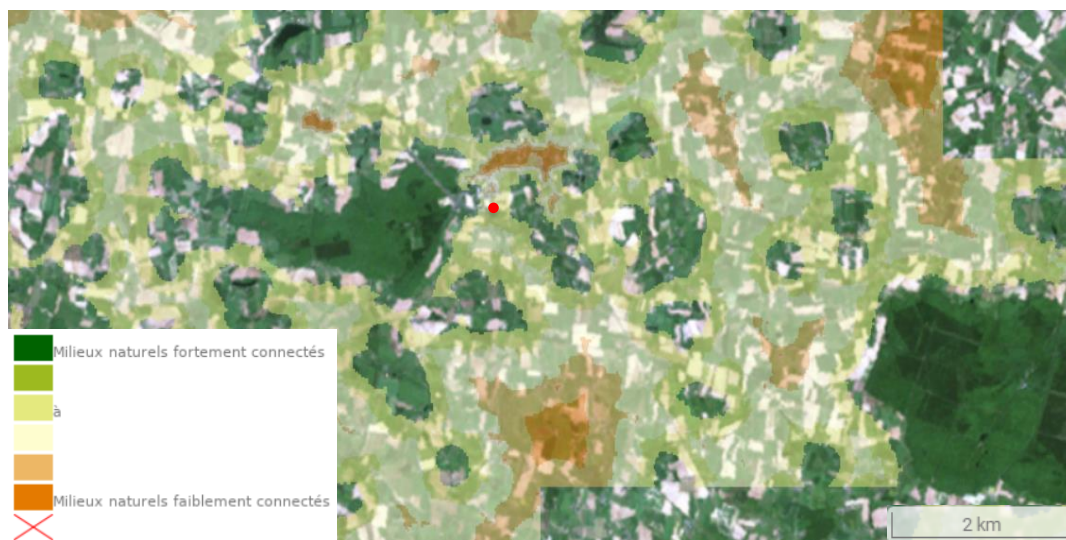 Milieux naturels fortement connectés
à
Milieux naturels faiblement connectés
2 km